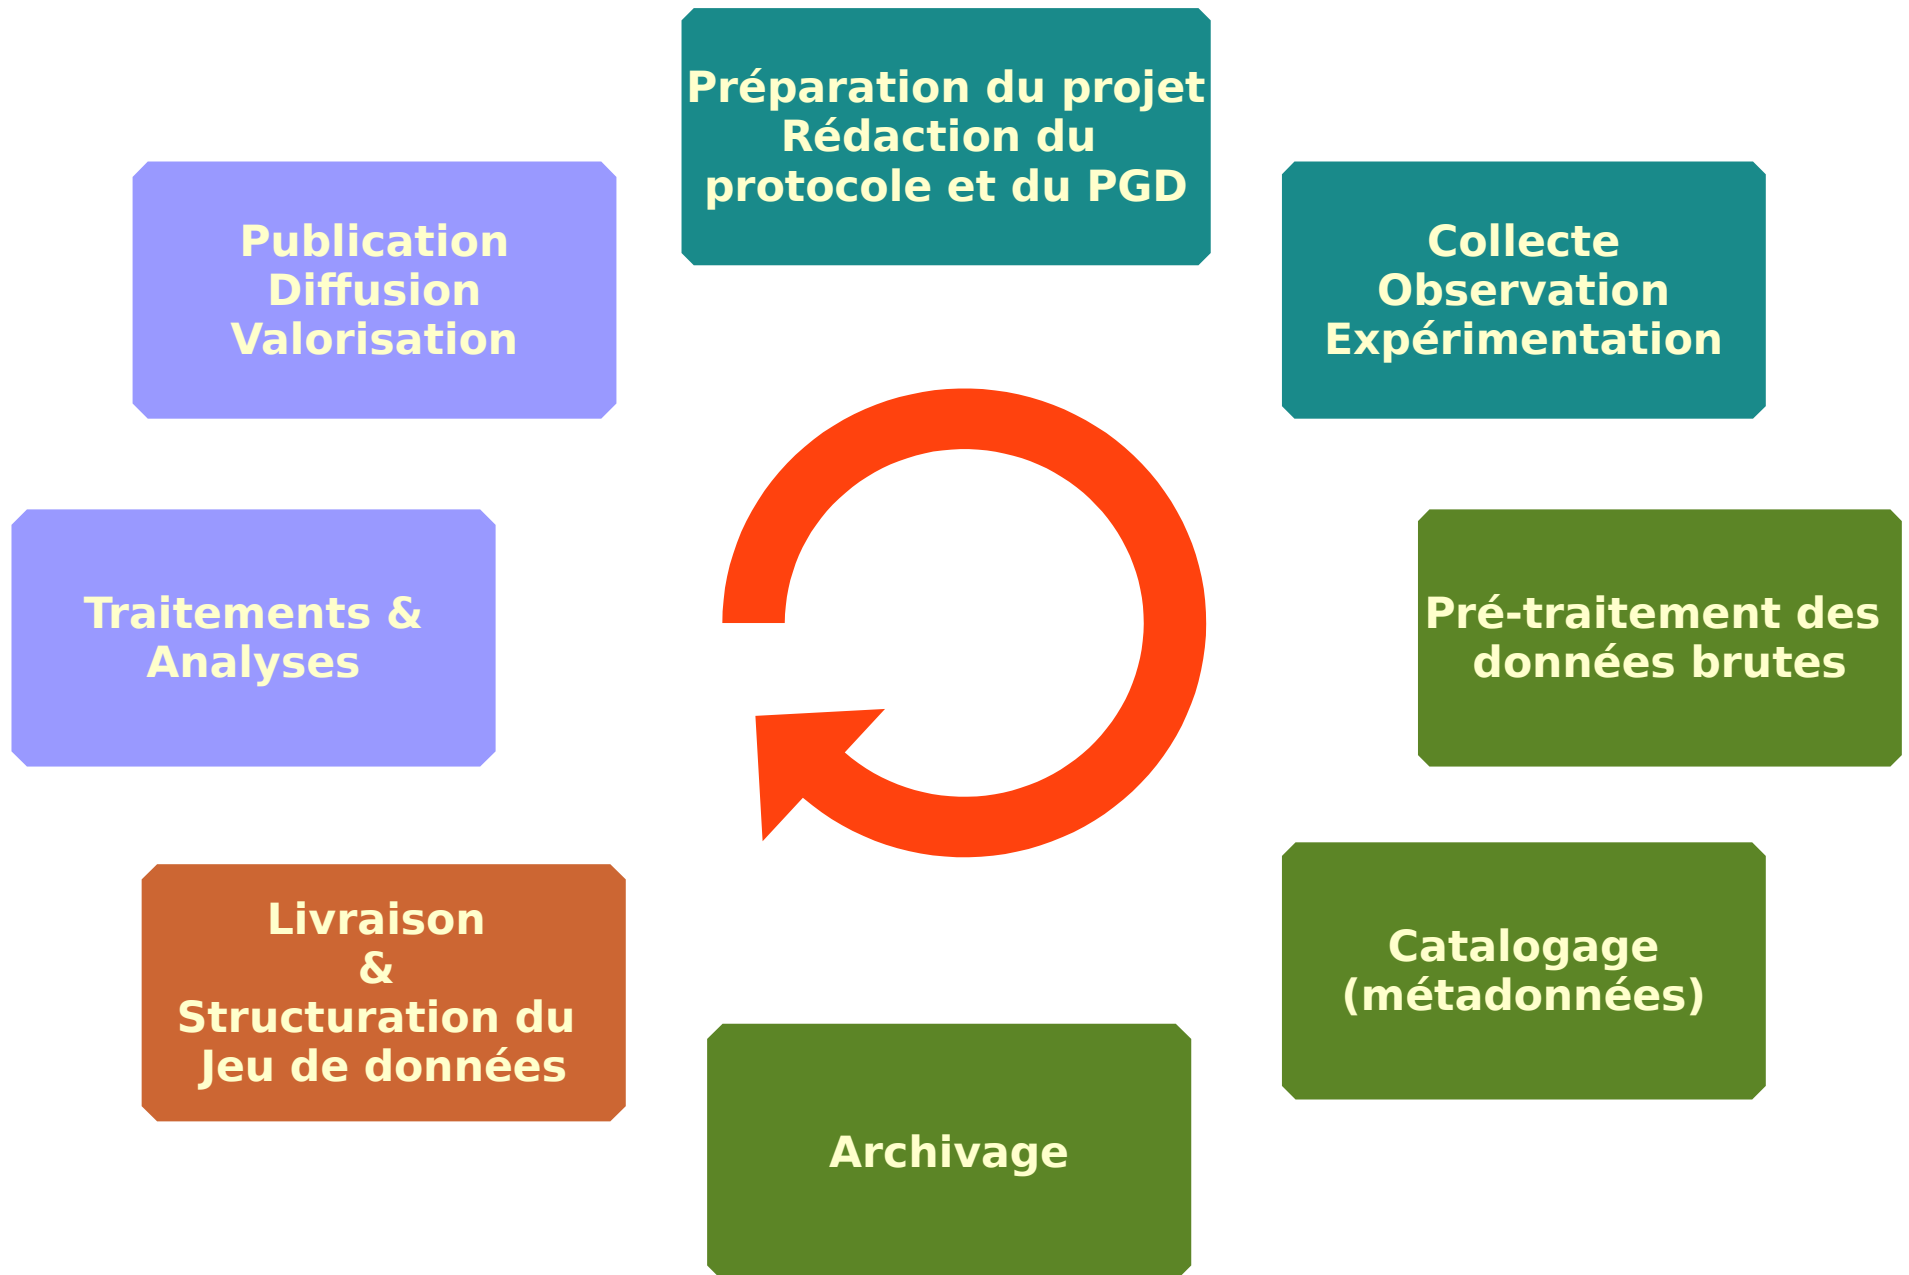 Préparation du projet
Rédaction du
protocole et du PGD
Collecte
Observation
Expérimentation
Pré-traitement des
données brutes
Catalogage
(métadonnées)
Archivage
Livraison
&
Structuration du
Jeu de données
Traitements &
Analyses
Publication
Diffusion
Valorisation